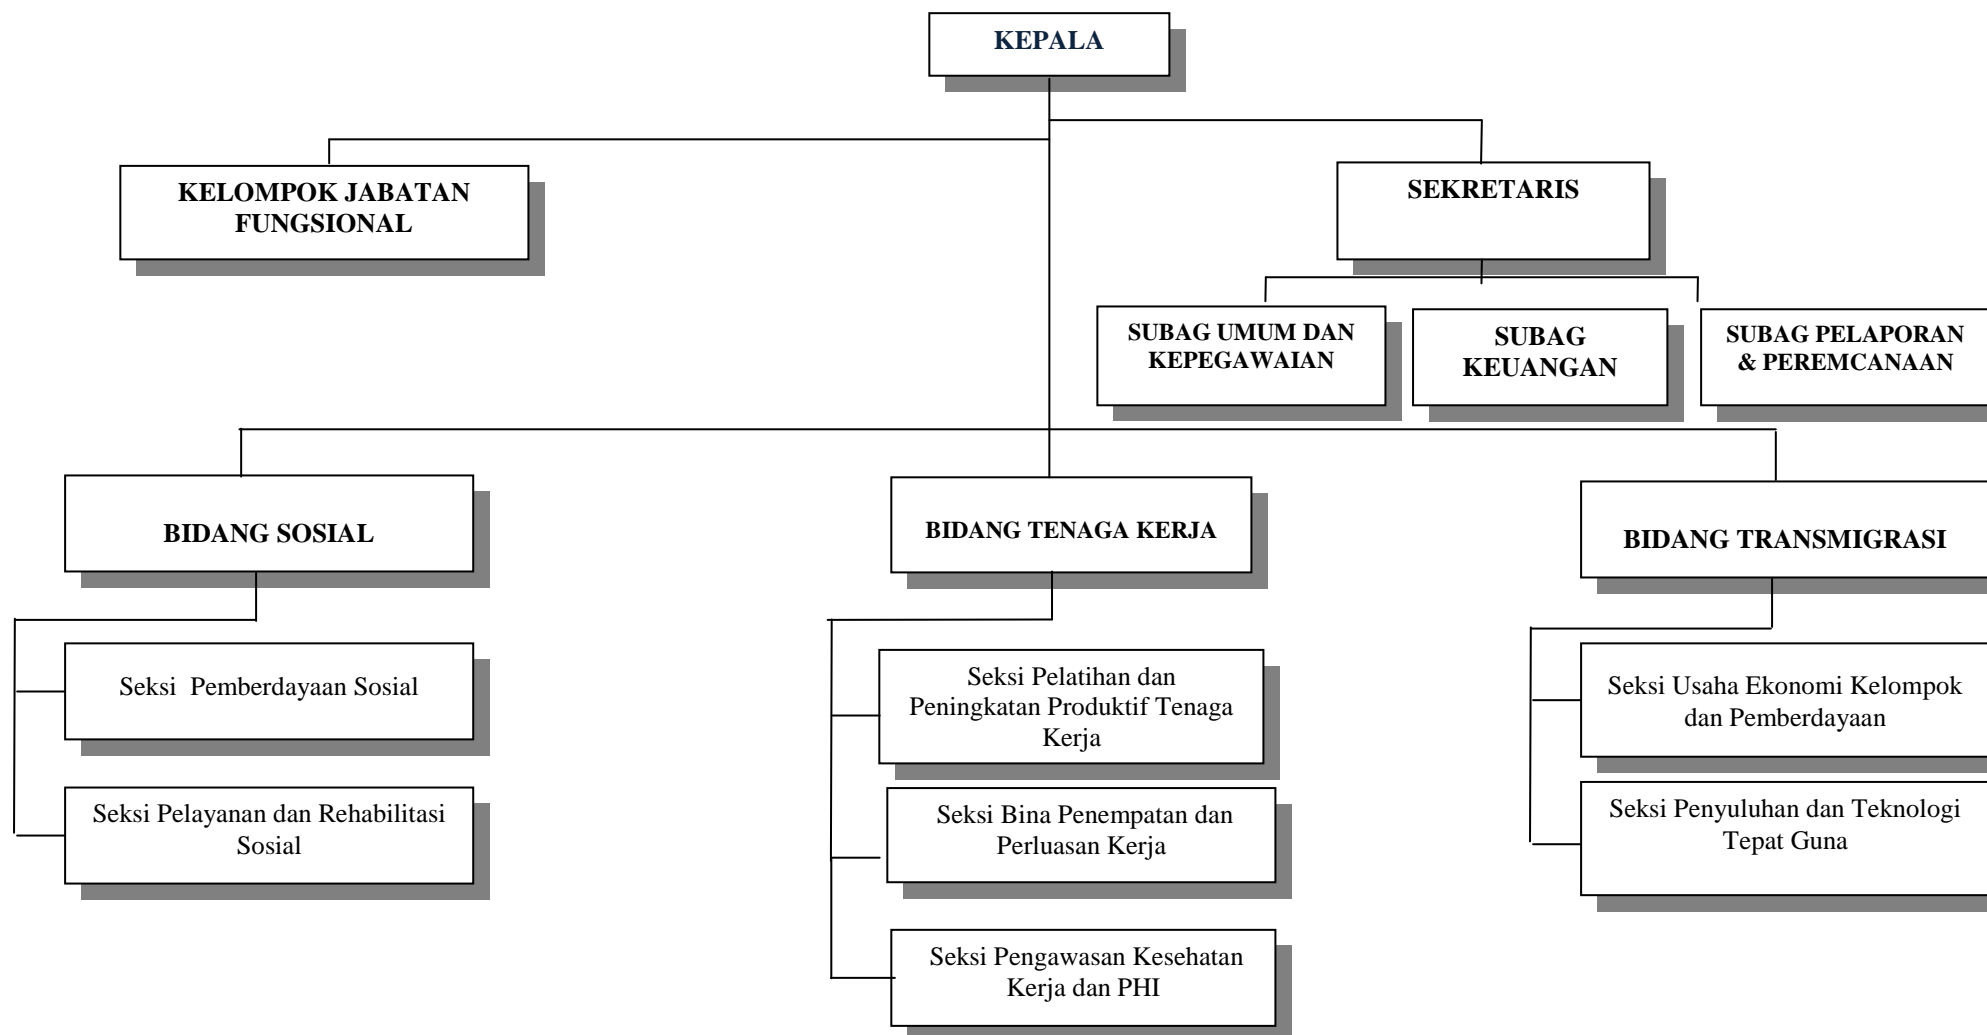 KEPALA
KELOMPOK JABATAN
FUNGSIONAL
SEKRETARIS
SUBAG UMUM DAN
KEPEGAWAIAN
SUBAG
KEUANGAN
SUBAG PELAPORAN
& PEREMCANAAN
BIDANG SOSIAL
BIDANG TENAGA KERJA
BIDANG TRANSMIGRASI
Seksi  Pemberdayaan Sosial
Seksi Pelayanan dan Rehabilitasi
Sosial
Seksi Pelatihan dan
Peningkatan Produktif Tenaga
Kerja
Seksi Bina Penempatan dan
Perluasan Kerja
Seksi Pengawasan Kesehatan
Kerja dan PHI
Seksi Usaha Ekonomi Kelompok
dan Pemberdayaan
Seksi Penyuluhan dan Teknologi
Tepat Guna